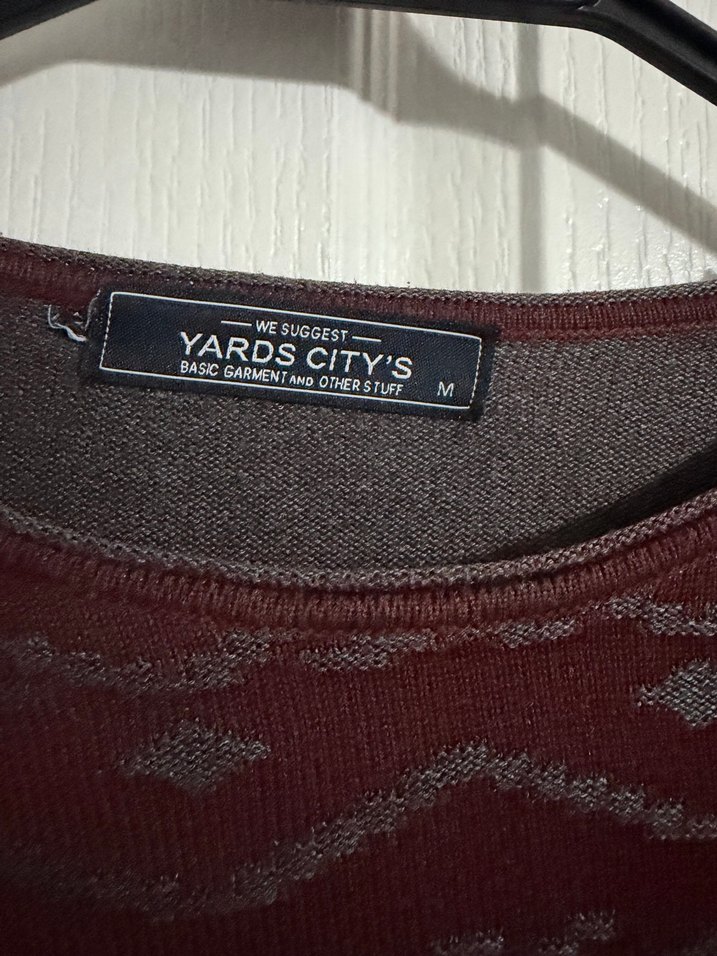 WE SUGGEST
YARDS CITY'S
BASIC GARMENT AND OTHER STUFF
M